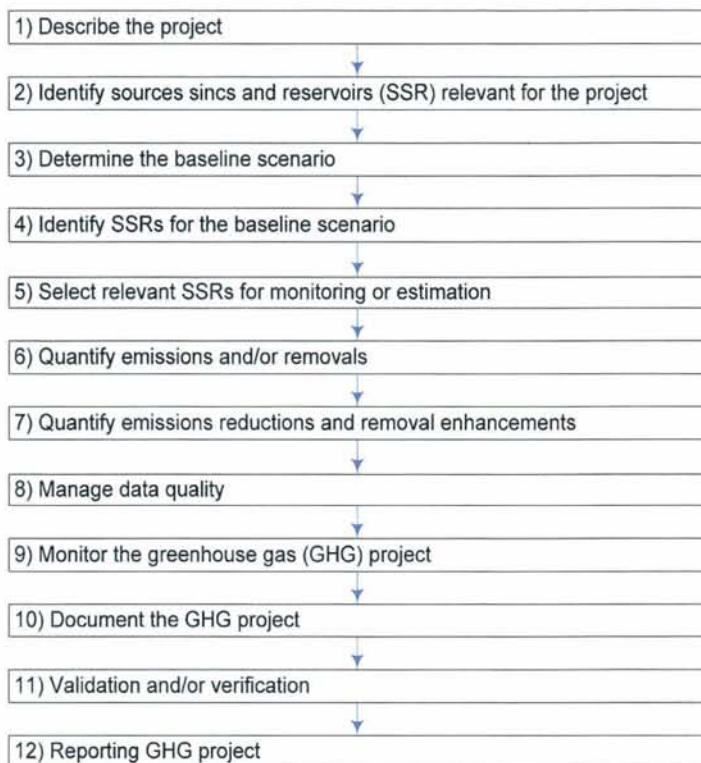 1) Describe the project
2) Identify sources sincs and reservoirs (SSR) relevant for the project
3) Determine the baseline scenario
4) Identify SSRs for the baseline scenario
5) Select relevant SSRs for monitoring or estimation
6) Quantify emissions and/or removals
7) Quantify emissions reductions and removal enhancements
8) Manage data quality
9) Monitor the greenhouse gas (GHG) project
10) Document the GHG project
11) Validation and/or verification
12) Reporting GHG project